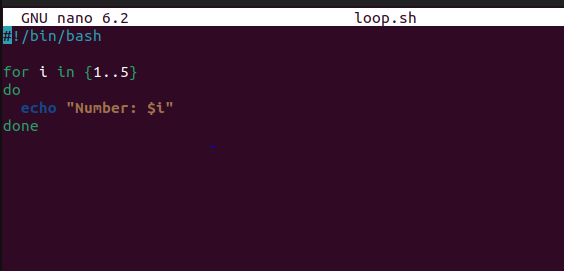 GNU nano 6.2 loop.sh
#!/bin/bash
for i in {1..5}
do
  echo "Number: $i"
done